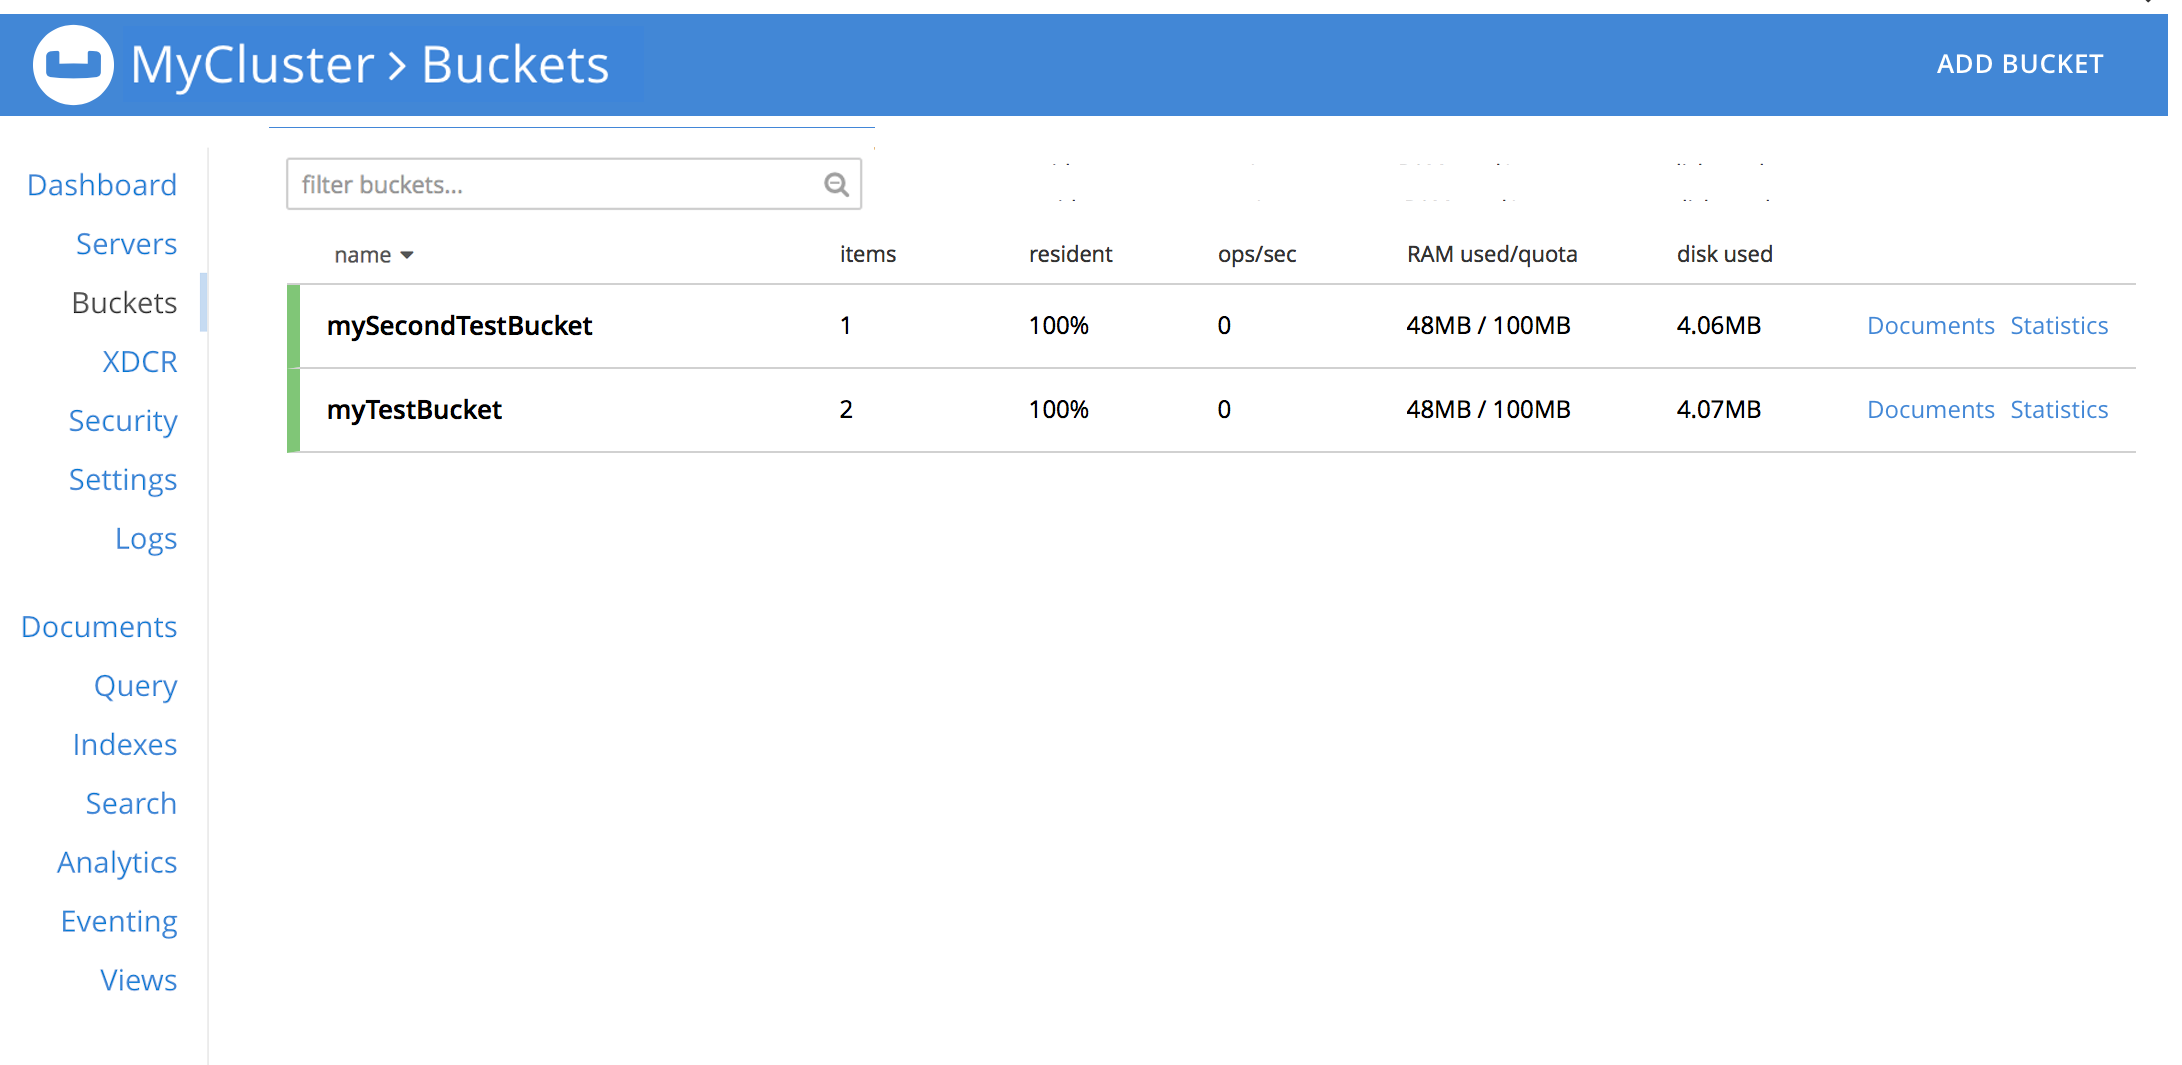 MyCluster > Buckets
ADD BUCKET
Dashboard
Servers
Buckets
XDCR
Security
Settings
Logs
Documents
Query
Indexes
Search
Analytics
Eventing
Views
filter buckets...
name items resident ops/sec RAM used/quota disk used
mySecondTestBucket 1 100% 0 48MB / 100MB 4.06MB Documents Statistics
myTestBucket 2 100% 0 48MB / 100MB 4.07MB Documents Statistics